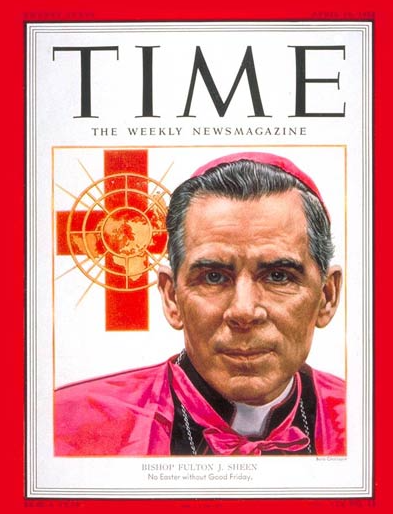 TIME
THE WEEKLY NEWSMAGAZINE
BISHOP FULTON J. SHEEN
No Easter without Good Friday.